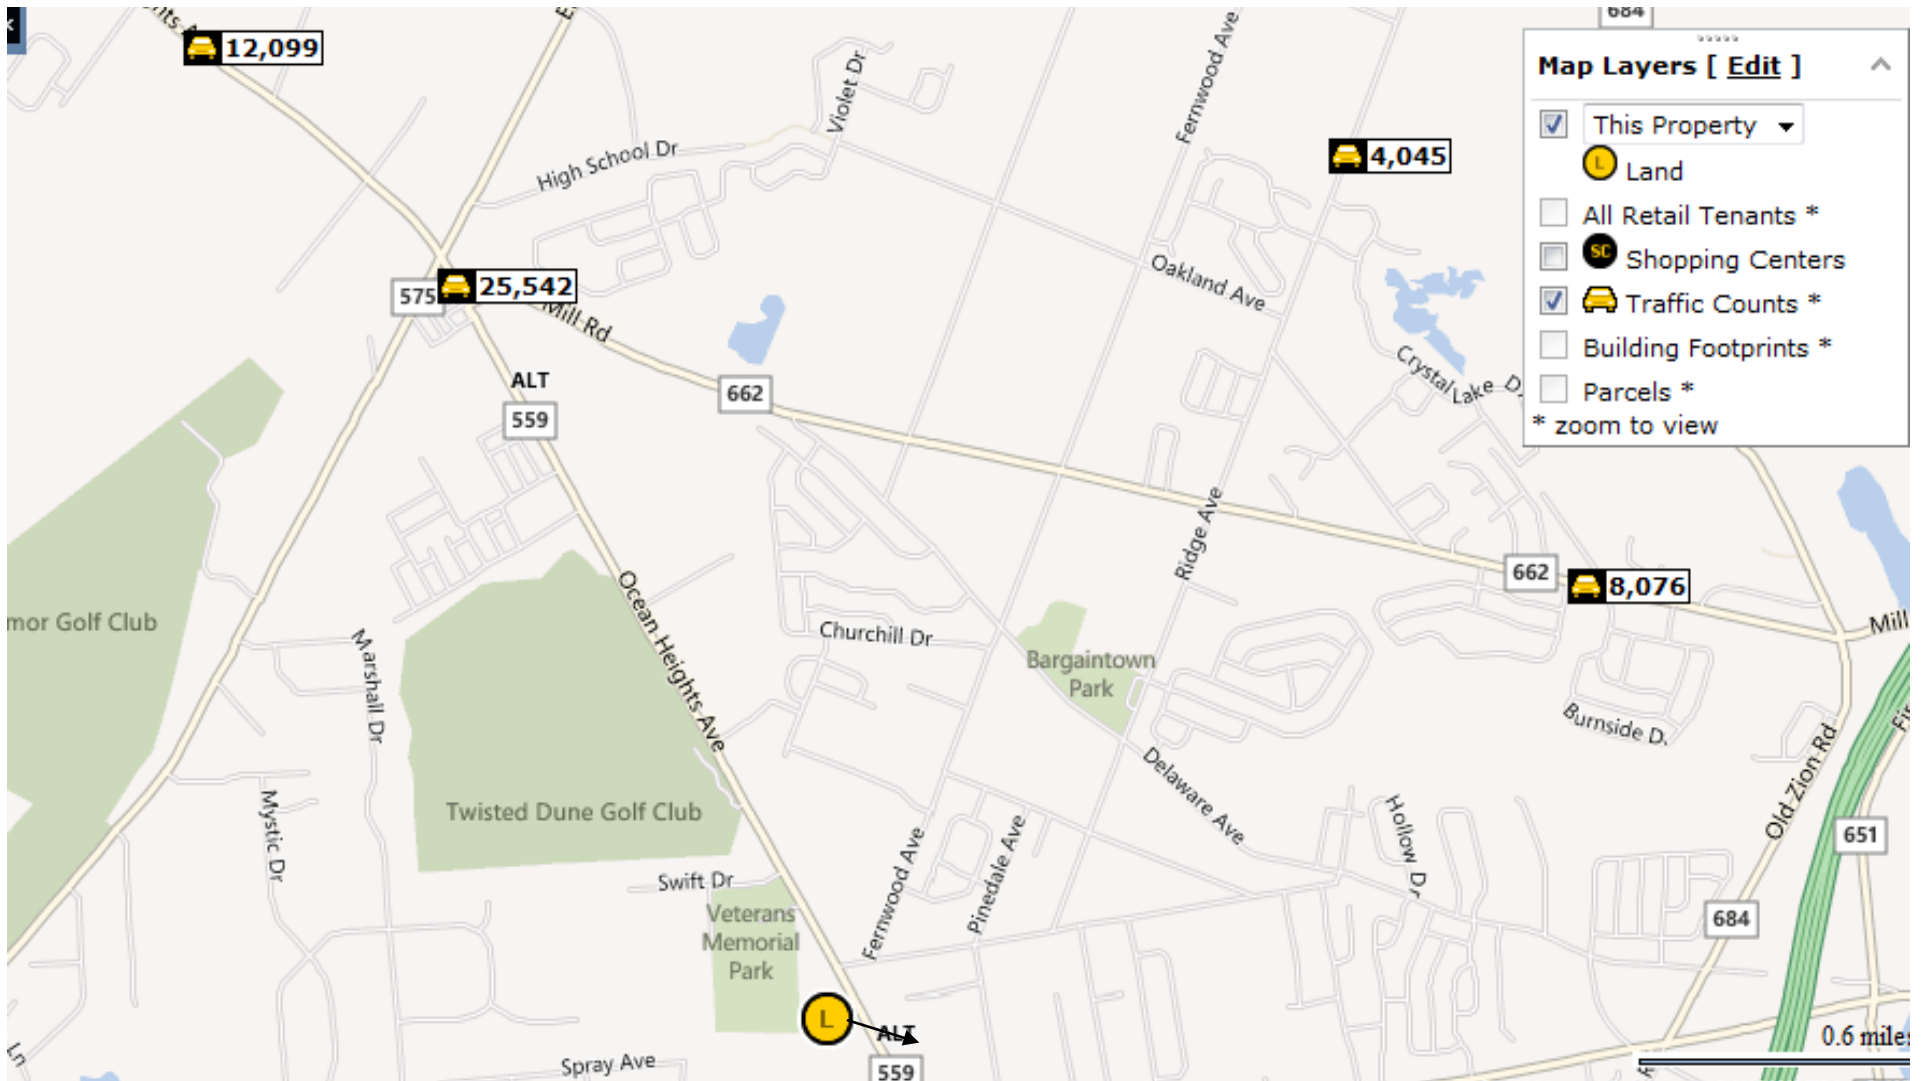 12,099
684
Map Layers [ Edit ]
This Property
L
Land
All Retail Tenants *
SC
Shopping Centers
Traffic Counts *
Building Footprints *
Parcels *
* zoom to view
Violet Dr
Fernwood Ave
4,045
High School Dr
Oakland Ave
575
25,542
Mill Rd
ALT
559
662
Crystal Lake
Ridge Ave
662
8,076
Mill
mor Golf Club
Marshall Dr
Ocean Heights Ave
Churchill Dr
Bargaintown
Park
Burnside D
Delaware Ave
Old Zion Rd
Mystic Dr
Twisted Dune Golf Club
Hollow Dr
651
Fernwood Ave
Pinedale Ave
Swift Dr
Veterans
Memorial
Park
684
L
ALT
559
Spray Ave
Ln
0.6 miles